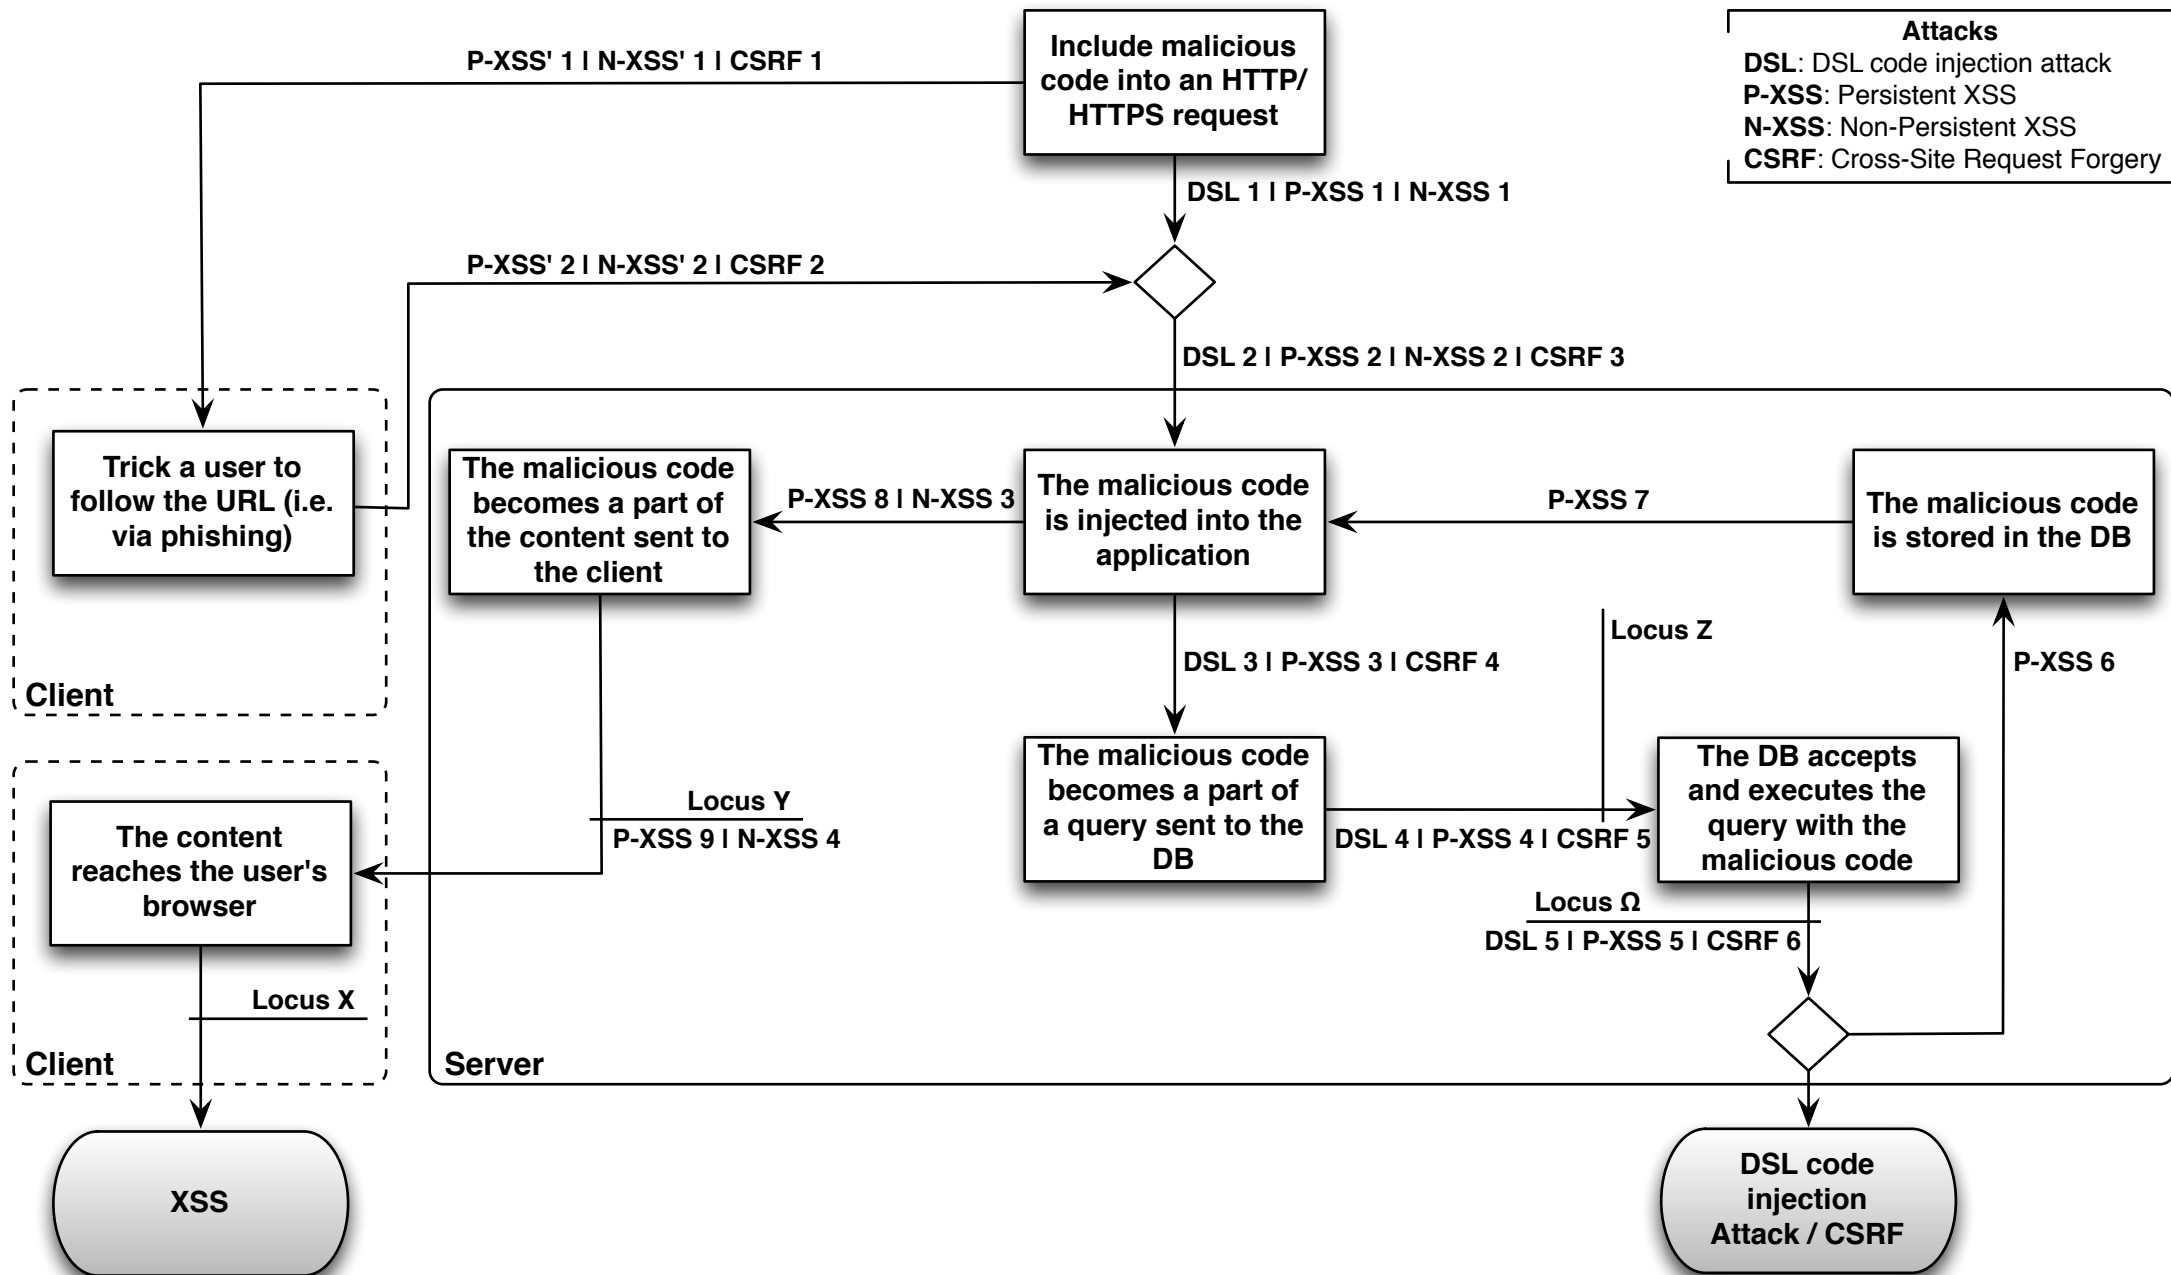 Include malicious
code into an HTTP/
HTTPS request
Attacks
DSL: DSL code injection attack
P-XSS: Persistent XSS
N-XSS: Non-Persistent XSS
CSRF: Cross-Site Request Forgery
P-XSS' 1 | N-XSS' 1 | CSRF 1
DSL 1 | P-XSS 1 | N-XSS 1
P-XSS' 2 | N-XSS' 2 | CSRF 2
DSL 2 | P-XSS 2 | N-XSS 2 | CSRF 3
Trick a user to
follow the URL (i.e.
via phishing)
Client
The malicious code
becomes a part of
the content sent to
the client
P-XSS 8 | N-XSS 3
The malicious code
is injected into the
application
P-XSS 7
The malicious code
is stored in the DB
Locus Z
DSL 3 | P-XSS 3 | CSRF 4
P-XSS 6
The malicious code
becomes a part of
a query sent to the
DB
DSL 4 | P-XSS 4 | CSRF 5
The DB accepts
and executes the
query with the
malicious code
Locus Y
P-XSS 9 | N-XSS 4
The content
reaches the user's
browser
Locus Ω
DSL 5 | P-XSS 5 | CSRF 6
Locus X
Client
Server
XSS
DSL code
injection
Attack / CSRF